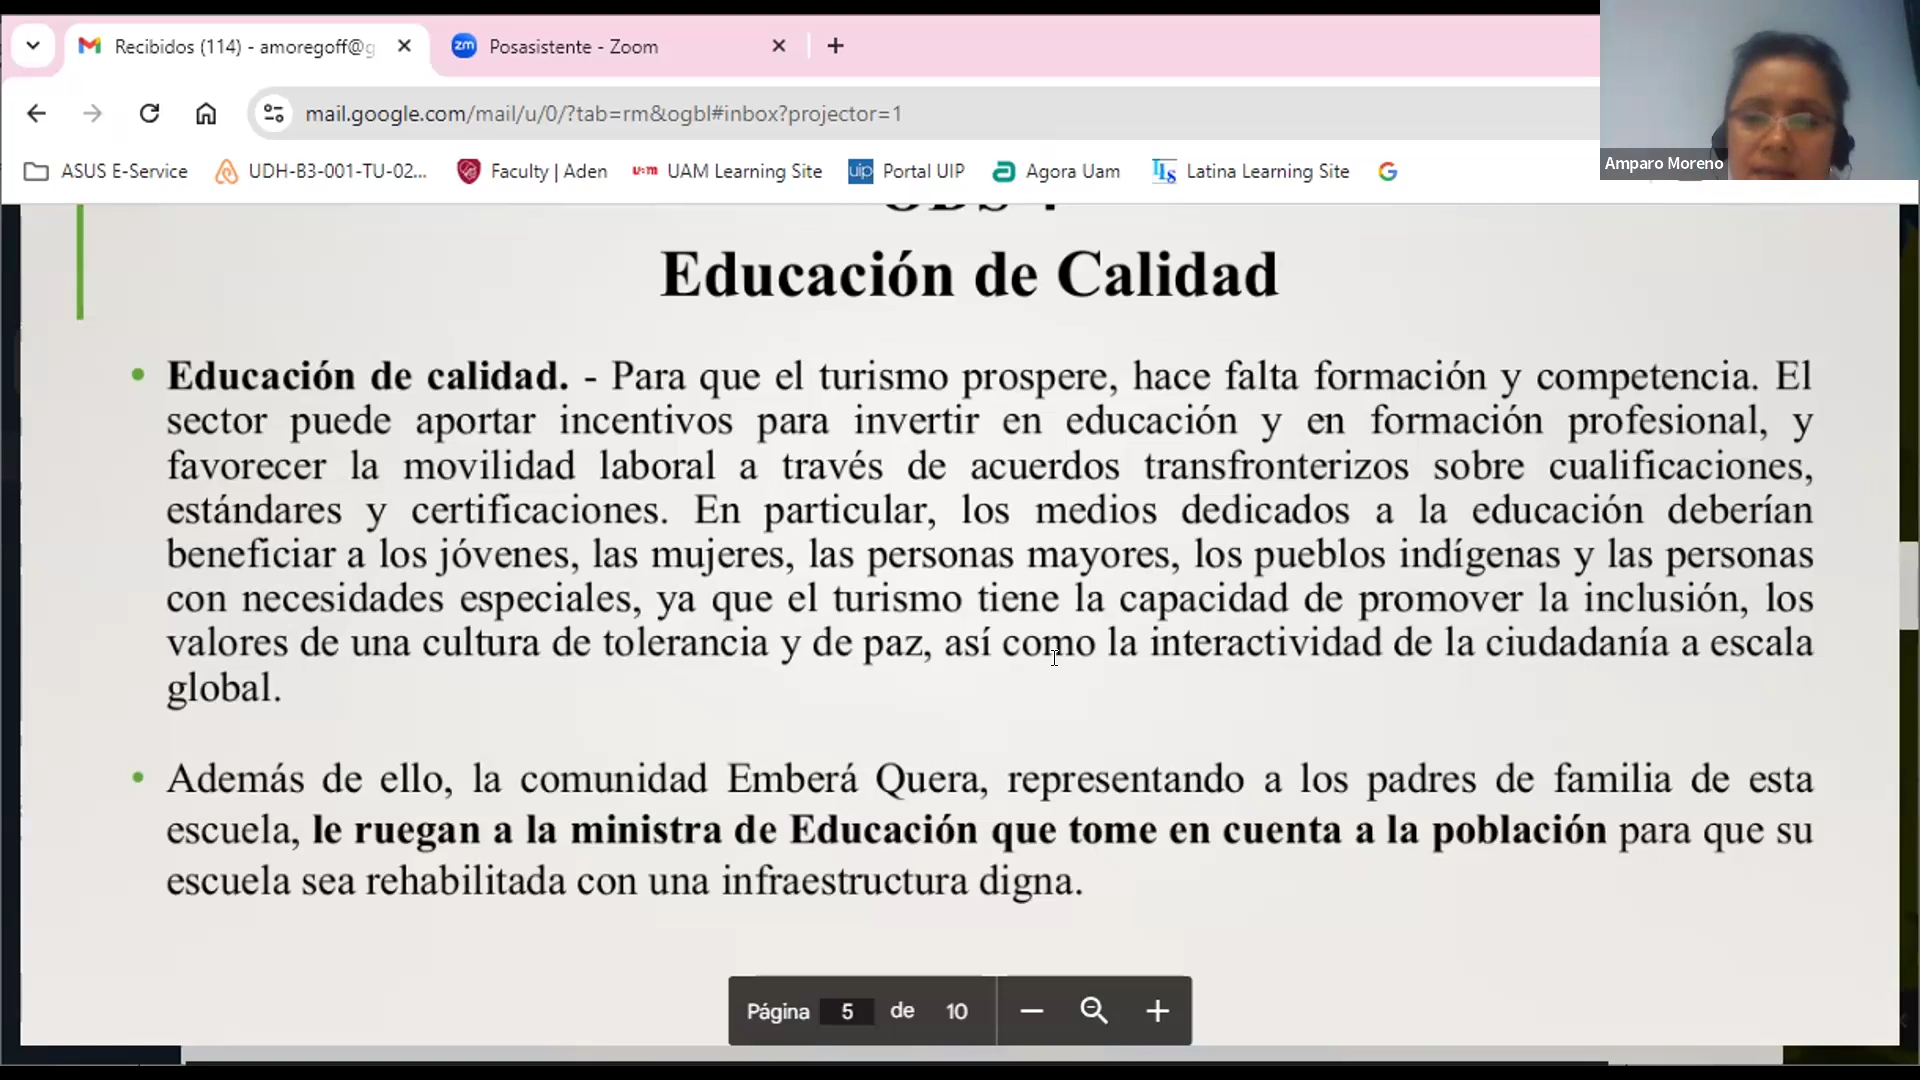 Recibidos (114) - amoregoff@g
zm Posasistente - Zoom
mail.google.com/mail/u/0/?tab=rm&ogbl#inbox?projector=1
ASUS E-Service UDH-B3-001-TU-02... Faculty | Aden UAM UAM Learning Site uip Portal UIP Agora Uam Latina Learning Site
Amparo Moreno
Educación de Calidad
• Educación de calidad. - Para que el turismo prospere, hace falta formación y competencia. El
sector puede aportar incentivos para invertir en educación y en formación profesional, y
favorecer la movilidad laboral a través de acuerdos transfronterizos sobre cualificaciones,
estándares y certificaciones. En particular, los medios dedicados a la educación deberían
beneficiar a los jóvenes, las mujeres, las personas mayores, los pueblos indígenas y las personas
con necesidades especiales, ya que el turismo tiene la capacidad de promover la inclusión, los
valores de una cultura de tolerancia y de paz, así como la interactividad de la ciudadanía a escala
global.
• Además de ello, la comunidad Emberá Quera, representando a los padres de familia de esta
escuela, le ruegan a la ministra de Educación que tome en cuenta a la población para que su
escuela sea rehabilitada con una infraestructura digna.
Página 5 de 10